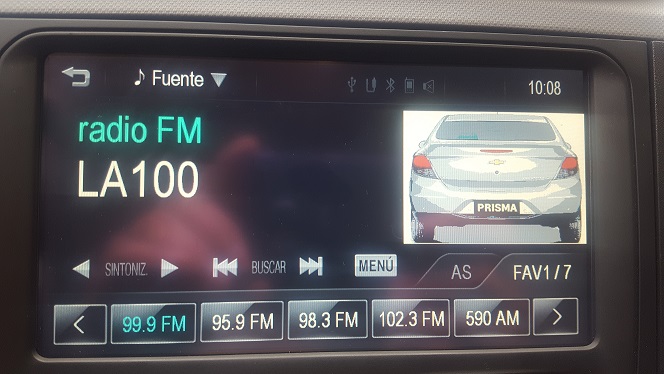 Fuente
10:08
radio FM
LA100
PRISMA
SINTONIZ. BUSCAR MENÚ AS FAV1 / 7
99.9 FM 95.9 FM 98.3 FM 102.3 FM 590 AM